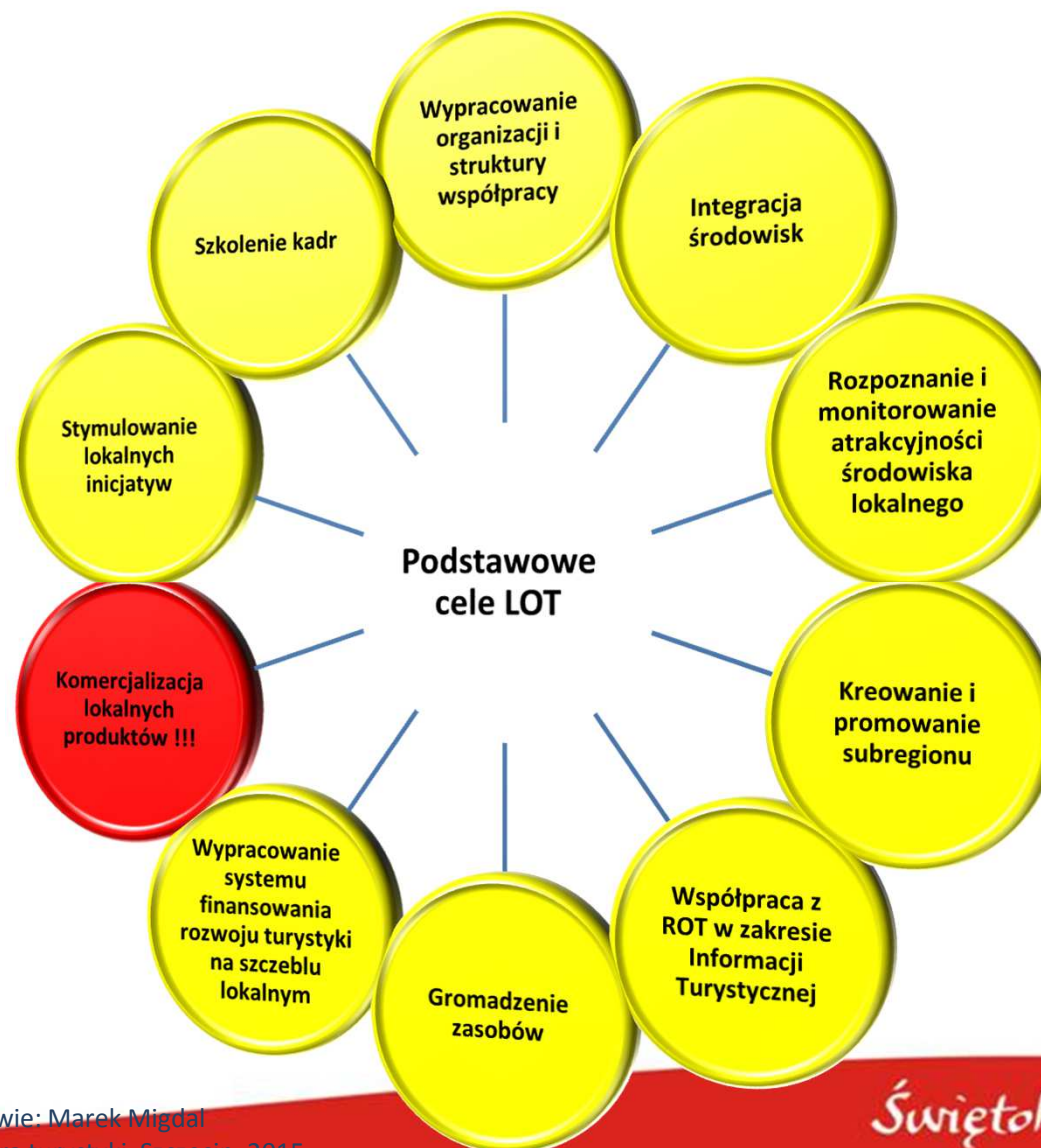 Wypracowanie
organizacji i
struktury
współpracy
Integracja
środowisk
Rozpoznanie i
monitorowanie
atrakcyjności
środowiska
lokalnego
Kreowanie i
promowanie
subregionu
Współpraca z
ROT w zakresie
Informacji
Turystycznej
Gromadzenie
zasobów
Wypracowanie
systemu
finansowania
rozwoju turystyki
na szczeblu
lokalnym
Komercjalizacja
lokalnych
produktów !!!
Stymulowanie
lokalnych
inicjatyw
Szkolenie kadr
Podstawowe
cele LOT
Marek Migdal
2015